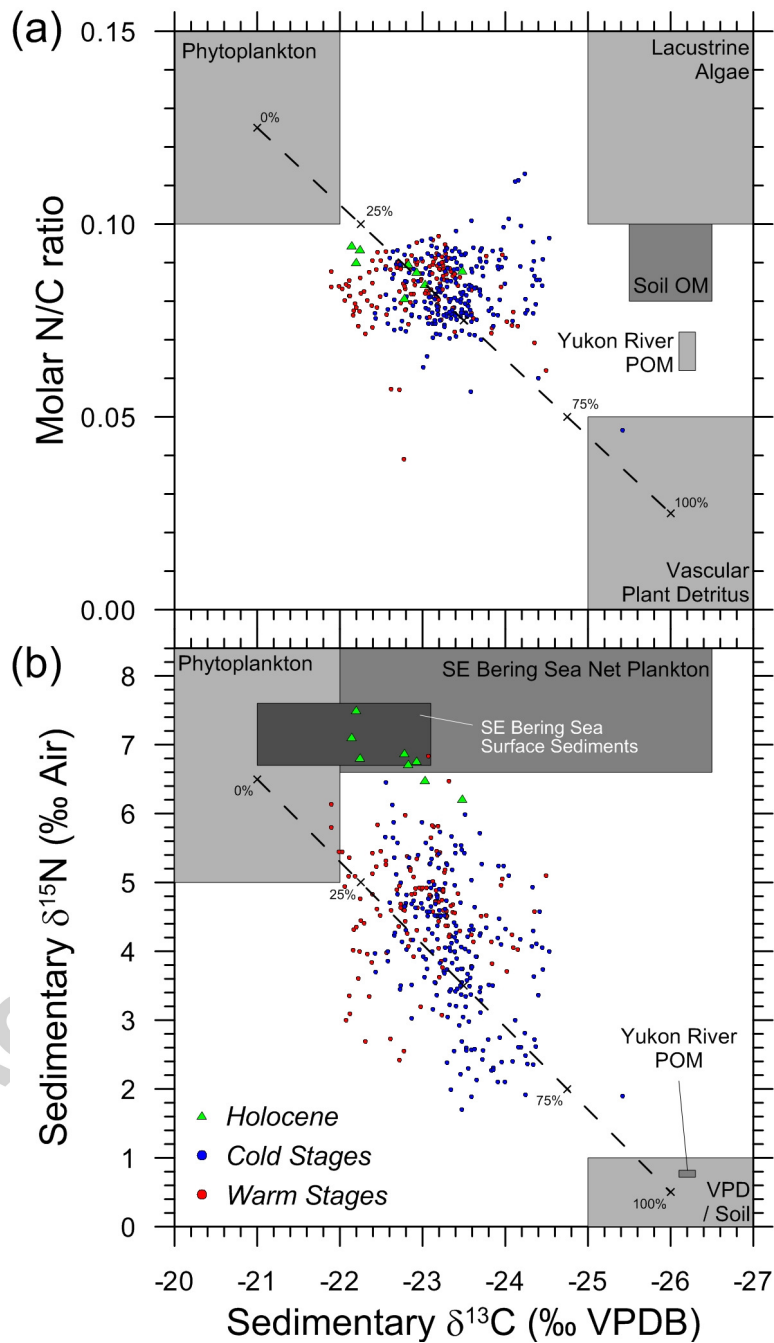 (a)
0.15
Phytoplankton
Lacustrine
Algae
0%
25%
0.10
Soil OM
Yukon River
POM
Molar N/C ratio
75%
0.05
100%
Vascular
Plant Detritus
0.00
(b)
Phytoplankton
SE Bering Sea Net Plankton
8
SE Bering Sea
Surface Sediments
7
0%
6
5
25%
4
Sedimentary δ15N (‰ Air)
3
Yukon River
POM
2
75%
Holocene
Cold Stages
Warm Stages
1
VPD
/ Soil
100%
0
-20 -21 -22 -23 -24 -25 -26 -27
Sedimentary δ13C (‰ VPDB)